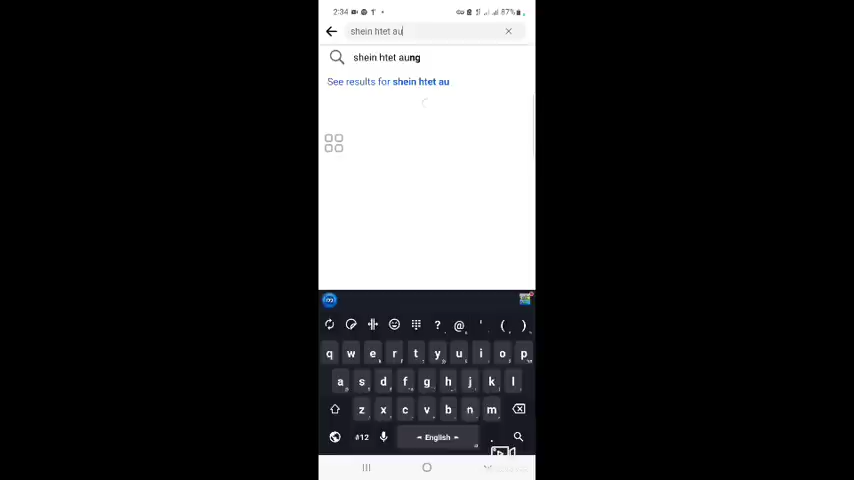 2:34 87%
shein htet au
shein htet aung
See results for shein htet au
? @ ' ( )
q w e r t y u i o p
a s d f g h j k l
z x c v b n m
#12 English .